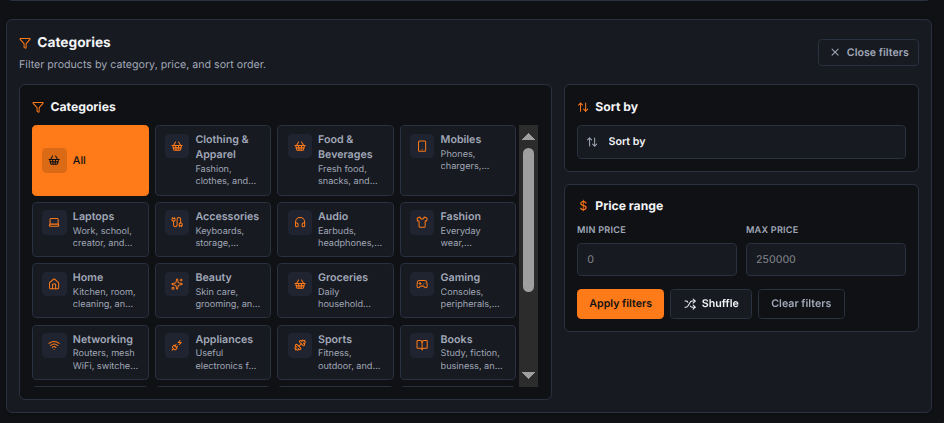 Categories
Filter products by category, price, and sort order.
Close filters
Categories
All
Clothing &
Apparel
Fashion,
clothes, and...
Food &
Beverages
Fresh food,
snacks, and...
Mobiles
Phones,
chargers,...
Laptops
Work, school,
creator, and...
Accessories
Keyboards,
storage,...
Audio
Earbuds,
headphones,...
Fashion
Everyday
wear,...
Home
Kitchen, room,
cleaning, an...
Beauty
Skin care,
grooming, an...
Groceries
Daily
household...
Gaming
Consoles,
peripherals,...
Networking
Routers, mesh
WiFi, switche...
Appliances
Useful
electronics f...
Sports
Fitness,
outdoor, and...
Books
Study, fiction,
business, an...
Sort by
Sort by
$ Price range
MIN PRICE
MAX PRICE
0
250000
Apply filters
Shuffle
Clear filters